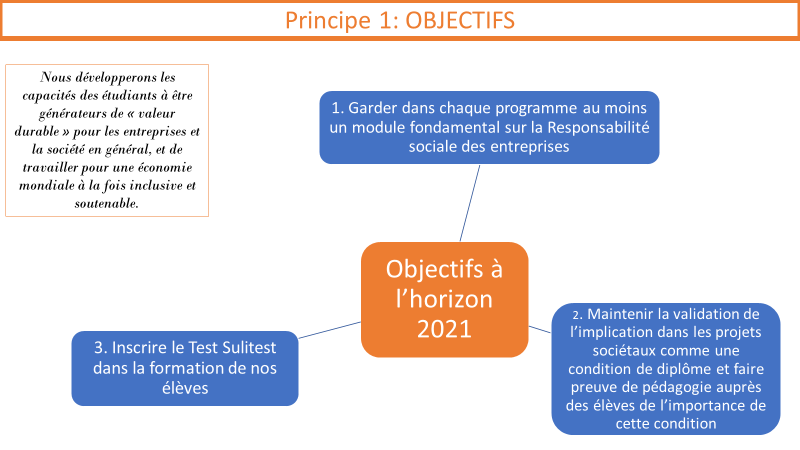 Principe 1: OBJECTIFS
Nous développerons les
capacités des étudiants à être
générateurs de « valeur
durable » pour les entreprises et
la société en général, et de
travailler pour une économie
mondiale à la fois inclusive et
soutenable.
1. Garder dans chaque programme au moins
un module fondamental sur la Responsabilité
sociale des entreprises
Objectifs à
l’horizon
2021
2. Maintenir la validation de
l’implication dans les projets
sociétaux comme une
condition de diplôme et faire
preuve de pédagogie auprès
des élèves de l’importance de
cette condition
3. Inscrire le Test Sulitest
dans la formation de nos
élèves